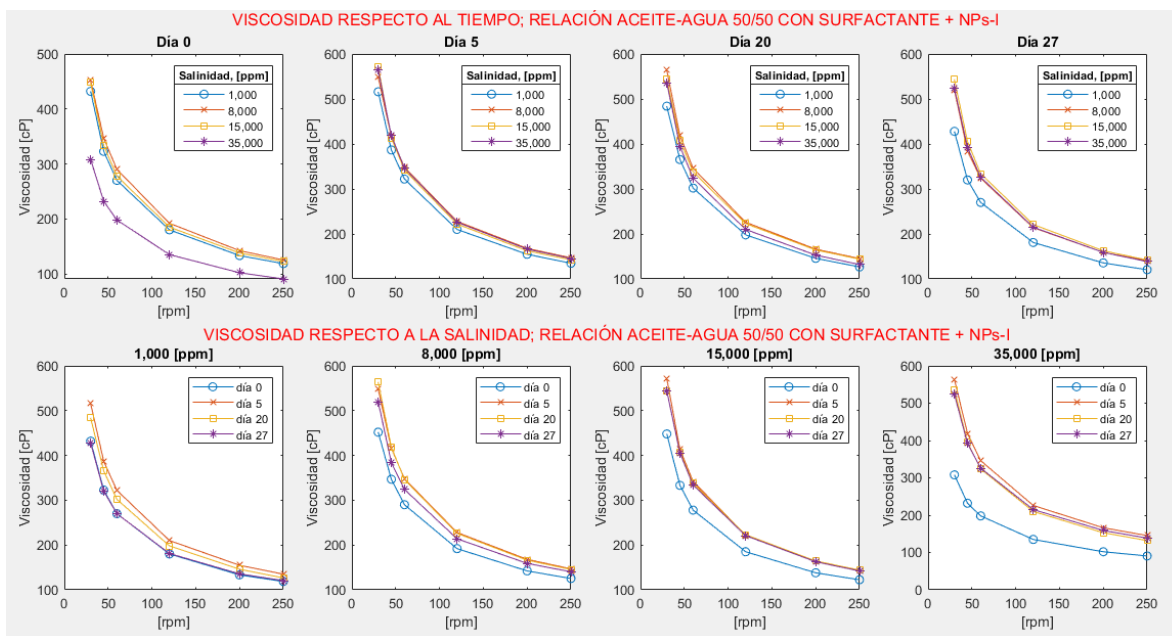 VISCOSIDAD RESPECTO AL TIEMPO; RELACIÓN ACEITE-AGUA 50/50 CON SURFACTANTE + NPs-I
Día 0
Día 5
Día 20
Día 27
500
400
300
200
100
Viscosidad [cP]
Salinidad, [ppm]
1,000
8,000
15,000
35,000
0 50 100 150 200 250
[rpm]
600
500
400
300
200
100
Viscosidad [cP]
Salinidad, [ppm]
1,000
8,000
15,000
35,000
0 50 100 150 200 250
[rpm]
600
500
400
300
200
100
Viscosidad [cP]
Salinidad, [ppm]
1,000
8,000
15,000
35,000
0 50 100 150 200 250
[rpm]
600
500
400
300
200
100
Viscosidad [cP]
Salinidad, [ppm]
1,000
8,000
15,000
35,000
0 50 100 150 200 250
[rpm]
VISCOSIDAD RESPECTO A LA SALINIDAD; RELACIÓN ACEITE-AGUA 50/50 CON SURFACTANTE + NPs-I
1,000 [ppm]
8,000 [ppm]
15,000 [ppm]
35,000 [ppm]
600
500
400
300
200
100
Viscosidad [cP]
día 0
día 5
día 20
día 27
0 50 100 150 200 250
[rpm]
600
500
400
300
200
100
Viscosidad [cP]
día 0
día 5
día 20
día 27
0 50 100 150 200 250
[rpm]
600
500
400
300
200
100
Viscosidad [cP]
día 0
día 5
día 20
día 27
0 50 100 150 200 250
[rpm]
600
500
400
300
200
100
0
Viscosidad [cP]
día 0
día 5
día 20
día 27
0 50 100 150 200 250
[rpm]